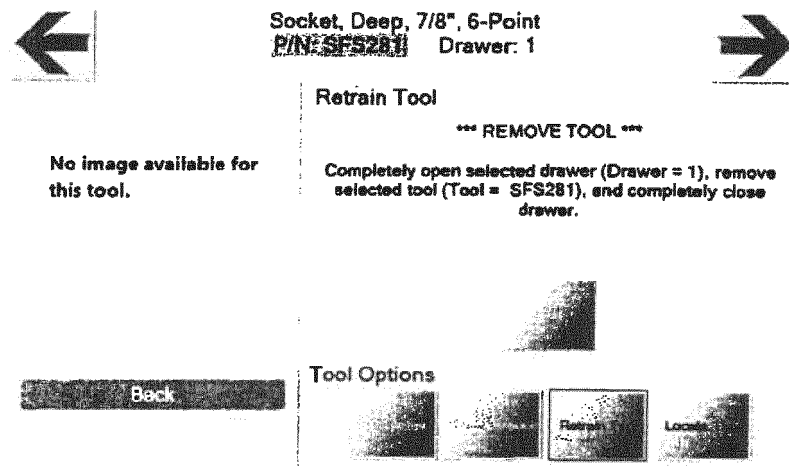 Socket, Deep, 7/8", 6-Point
P/N: SFS281 Drawer: 1
Retrain Tool
*** REMOVE TOOL ***
No image available for
this tool.
Completely open selected drawer (Drawer = 1), remove
selected tool (Tool = SFS281), and completely close
drawer.
Back
Tool Options
Retrain
Locate